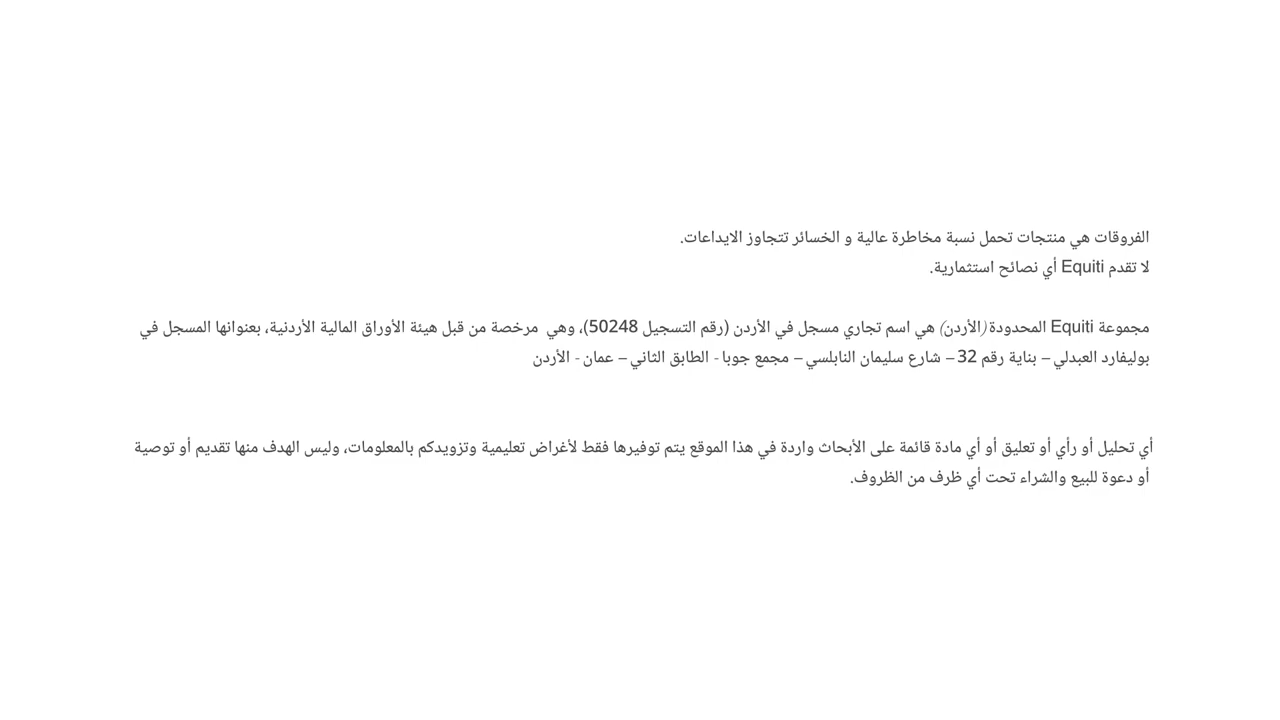 الفروقات هي منتجات تحمل نسبة مخاطرة عالية و الخسائر تتجاوز الايداعات.
لا تقدم Equiti أي نصائح استثمارية.
مجموعة Equiti المحدودة (الأردن) هي اسم تجاري مسجل في الأردن (رقم التسجيل 50248)، وهي مرخصة من قبل هيئة الأوراق المالية الأردنية، بعنوانها المسجل في
بوليفارد العبدلي – بناية رقم 32 – شارع سليمان النابلسي – مجمع جوبا - الطابق الثاني – عمان - الأردن
أي تحليل أو رأي أو تعليق أو أي مادة قائمة على الأبحاث واردة في هذا الموقع يتم توفيرها فقط لأغراض تعليمية وتزويدكم بالمعلومات، وليس الهدف منها تقديم أو توصية
أو دعوة للبيع والشراء تحت أي ظرف من الظروف.